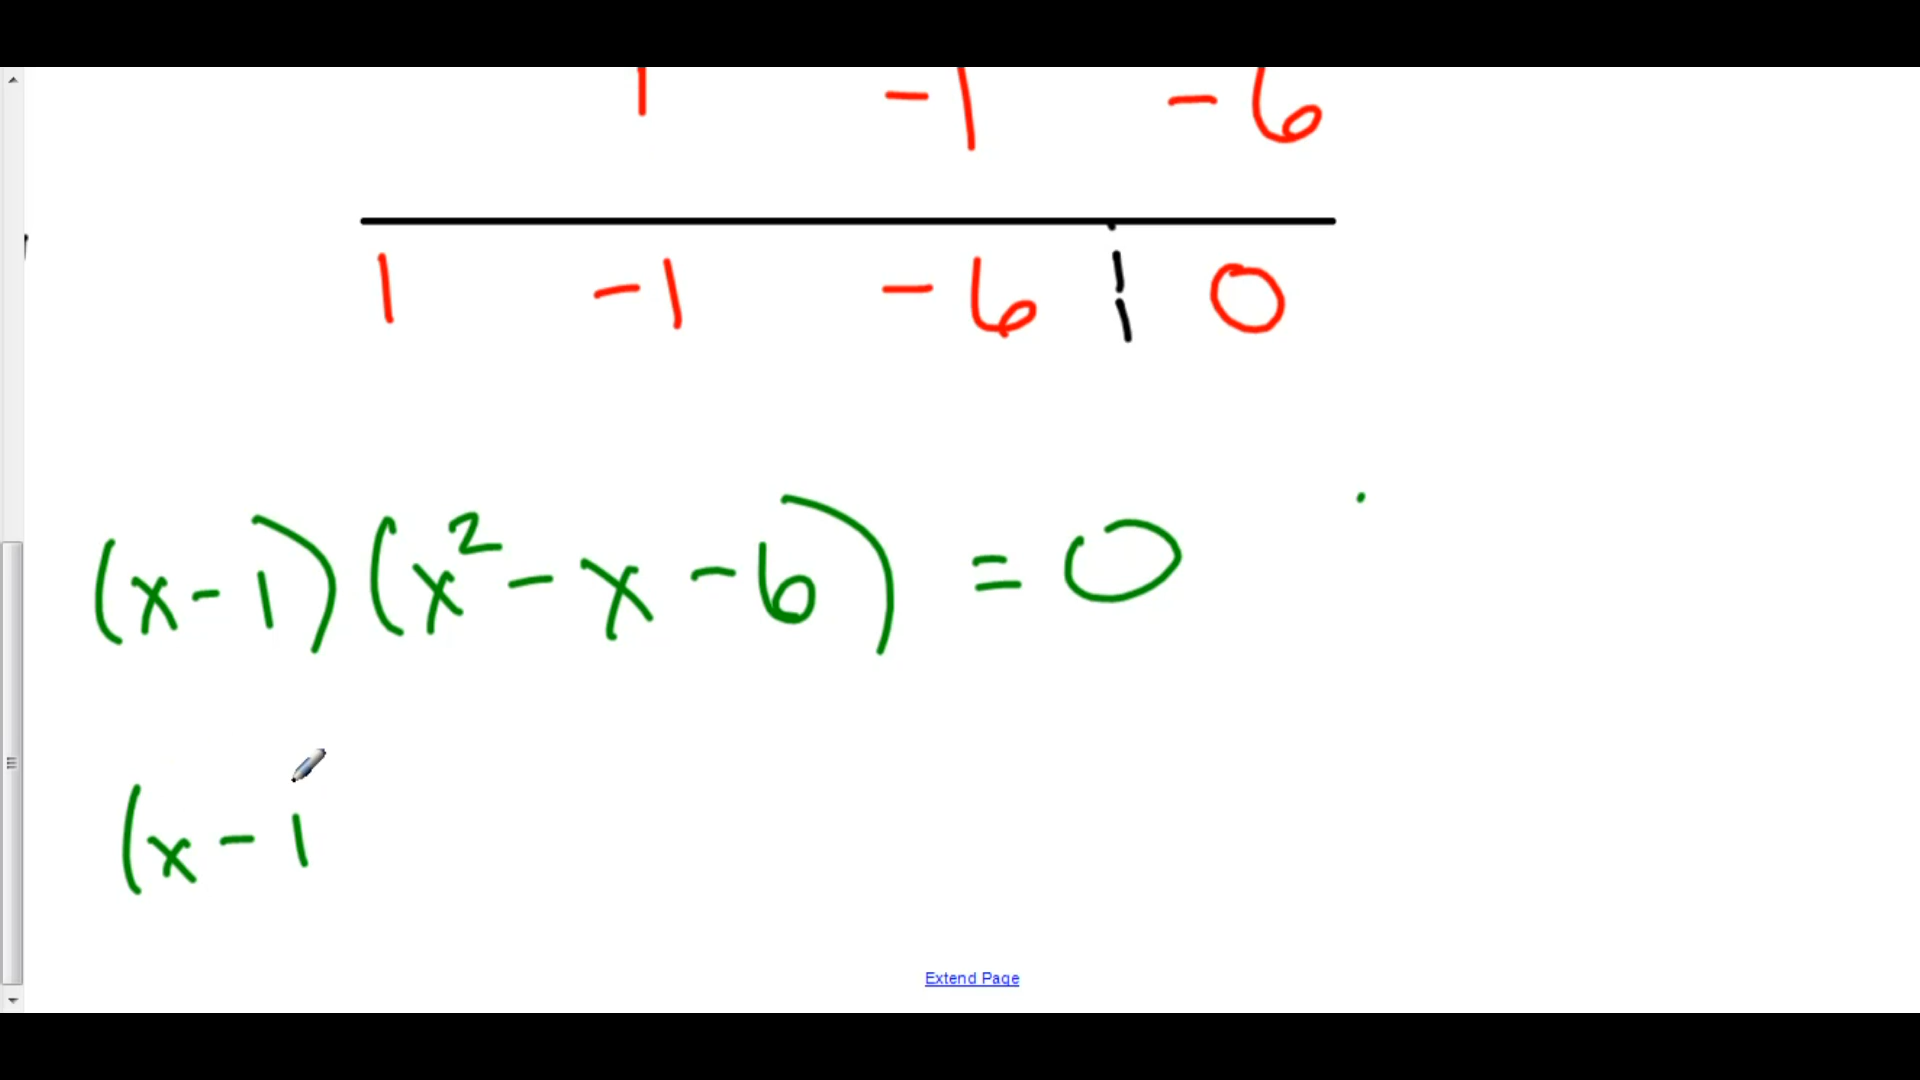 1 -1 -6
1 -1 -6 ¦ 0
(x-1)(x²-x-6) = 0
(x-1
Extend Page